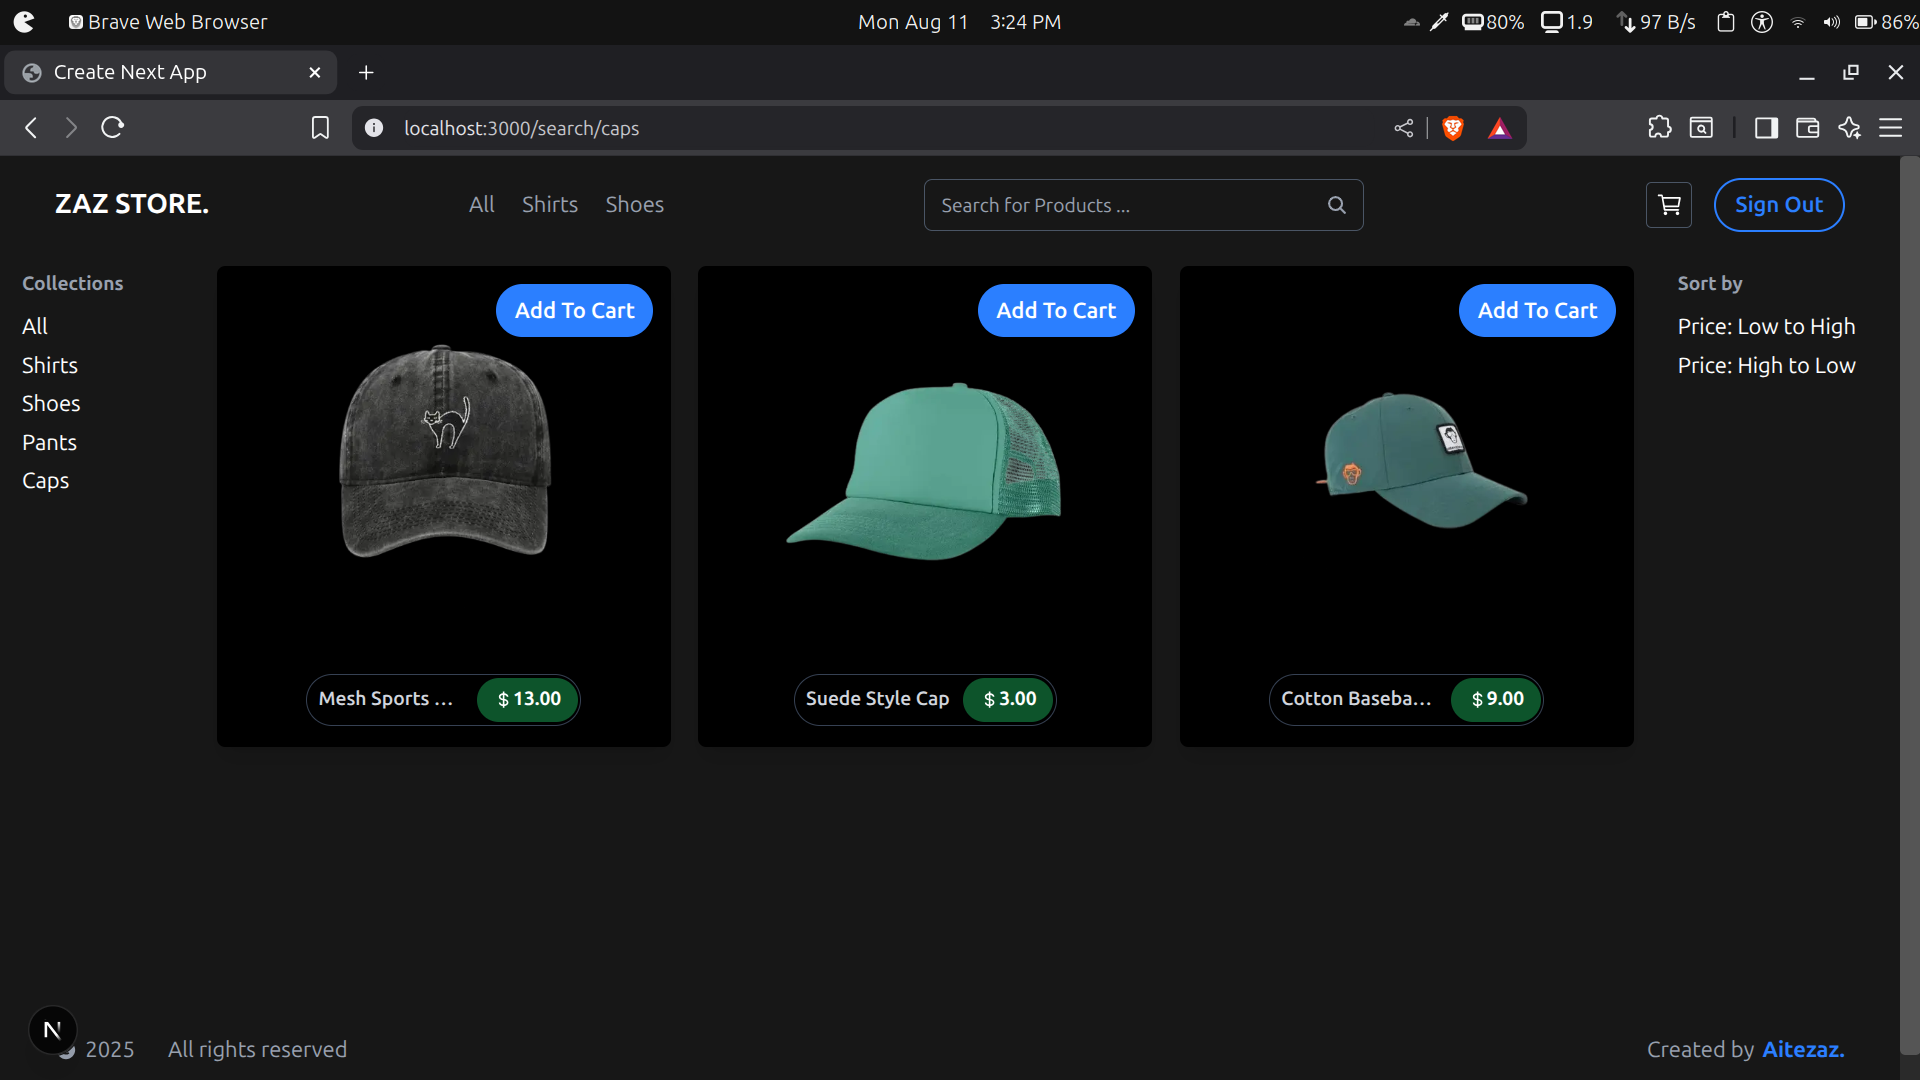 Brave Web Browser
Mon Aug 11 3:24 PM
80% 1.9 97 B/s 86%
Create Next App
localhost:3000/search/caps
ZAZ STORE.
All Shirts Shoes
Search for Products ...
Sign Out
Collections
All
Shirts
Shoes
Pants
Caps
Add To Cart
Mesh Sports ... $ 13.00
Add To Cart
Suede Style Cap $ 3.00
Add To Cart
Cotton Baseba... $ 9.00
Sort by
Price: Low to High
Price: High to Low
N
2025 All rights reserved
Created by Aitezaz.